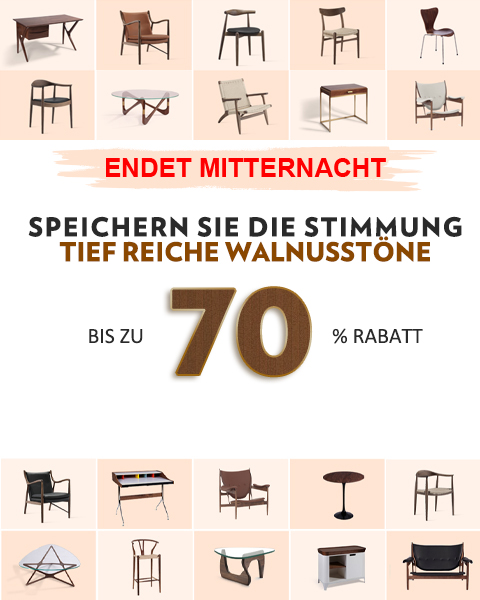 ENDET MITTERNACHT
SPEICHERN SIE DIE STIMMUNG
TIEF REICHE WALNUSSTÖNE
BIS ZU 70 % RABATT